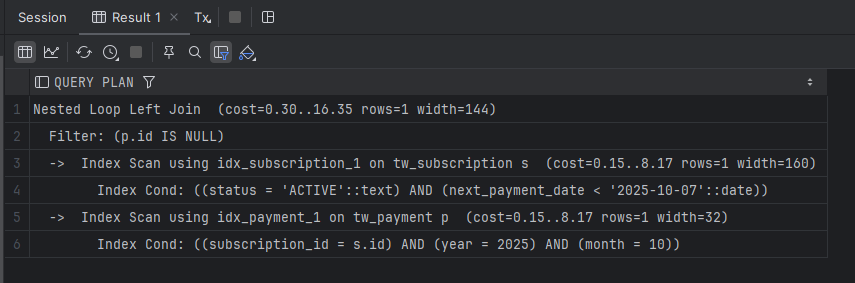 Session Result 1 Tx
QUERY PLAN
1 Nested Loop Left Join  (cost=0.30..16.35 rows=1 width=144)
2   Filter: (p.id IS NULL)
3   ->  Index Scan using idx_subscription_1 on tw_subscription s  (cost=0.15..8.17 rows=1 width=160)
4         Index Cond: ((status = 'ACTIVE'::text) AND (next_payment_date < '2025-10-07'::date))
5   ->  Index Scan using idx_payment_1 on tw_payment p  (cost=0.15..8.17 rows=1 width=32)
6         Index Cond: ((subscription_id = s.id) AND (year = 2025) AND (month = 10))